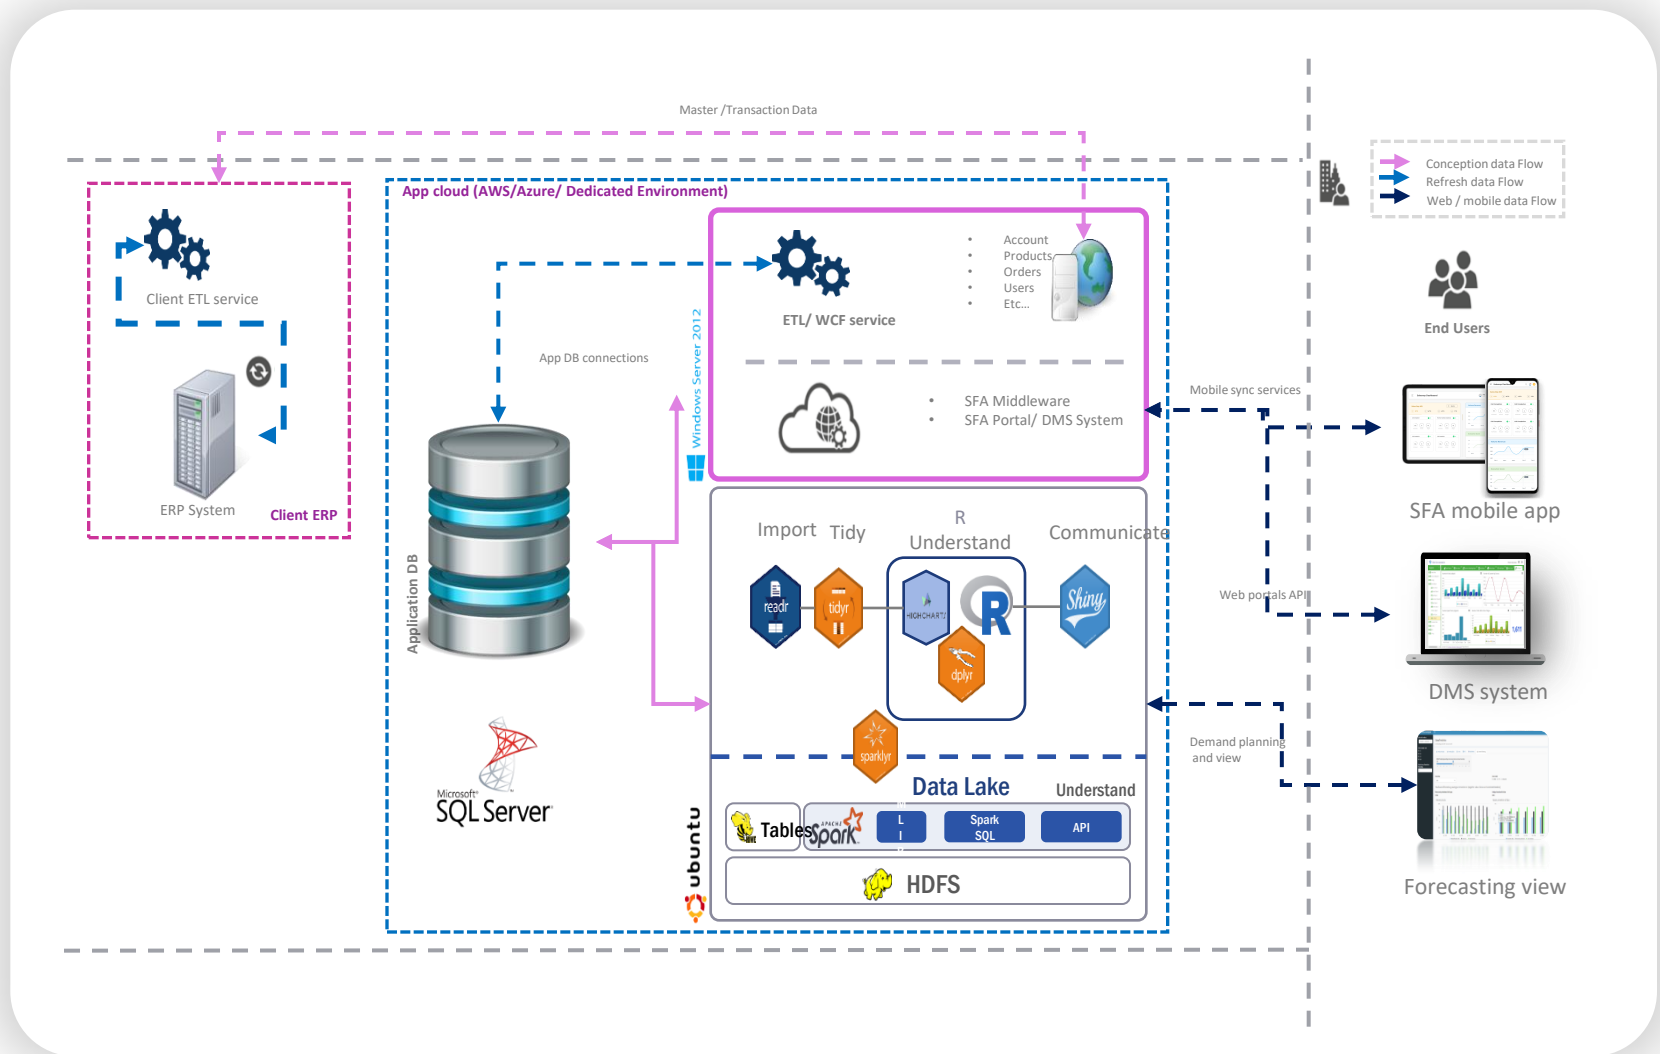 Master /Transaction Data
Conception data Flow
Refresh data Flow
Web / mobile data Flow
App cloud (AWS/Azure/ Dedicated Environment)
• Account
• Products
• Orders
• Users
• Etc...
Client ETL service
ETL/ WCF service
End Users
Windows Server 2012
App DB connections
Mobile sync services
• SFA Middleware
• SFA Portal/ DMS System
ERP System
Client ERP
SFA mobile app
Import
Tidy
R
Understand
Communicate
Application DB
readr
tidyr
HIGHCHARTS
R
Shiny
dplyr
Web portals API
DMS system
sparklyr
Demand planning
and view
Microsoft®
SQL Server®
Data Lake
Understand
ubuntu
HIVE
Tables
APACHE
Spark
L
I
Spark
SQL
API
HDFS
Forecasting view